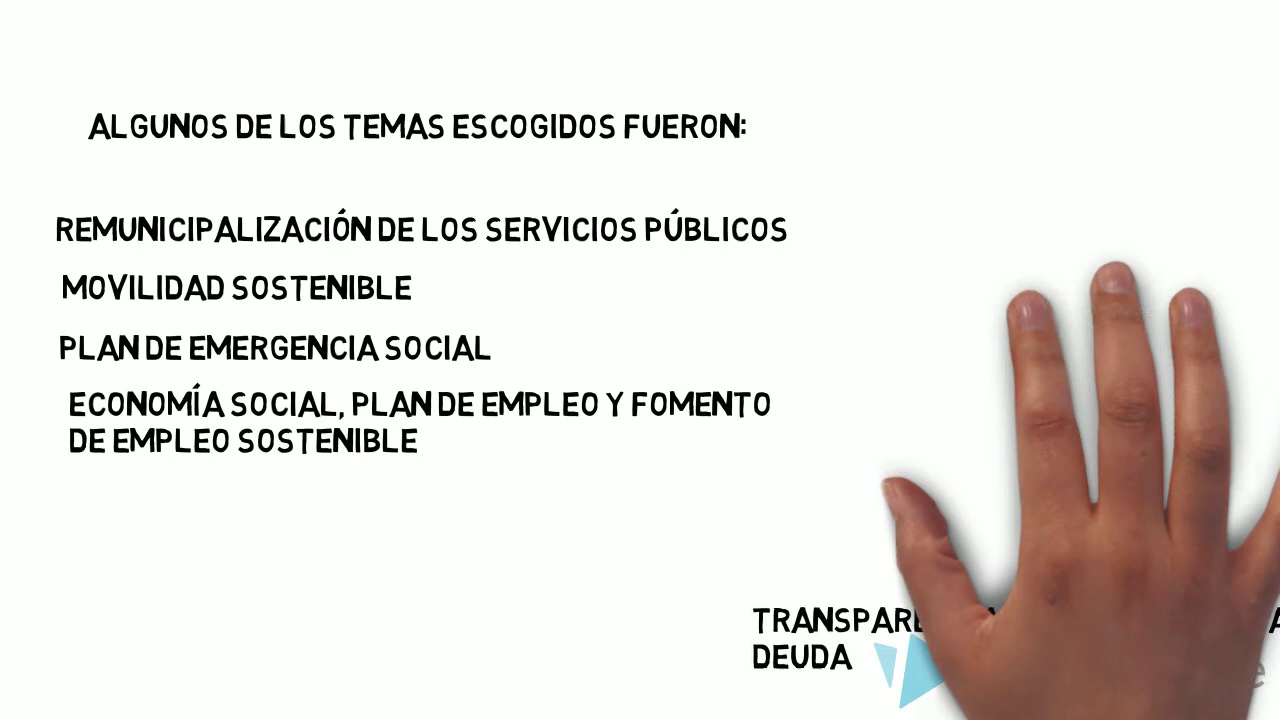 ALGUNOS DE LOS TEMAS ESCOGIDOS FUERON:
REMUNICIPALIZACIÓN DE LOS SERVICIOS PÚBLICOS
MOVILIDAD SOSTENIBLE
PLAN DE EMERGENCIA SOCIAL
ECONOMÍA SOCIAL, PLAN DE EMPLEO Y FOMENTO
DE EMPLEO SOSTENIBLE
DEUDA